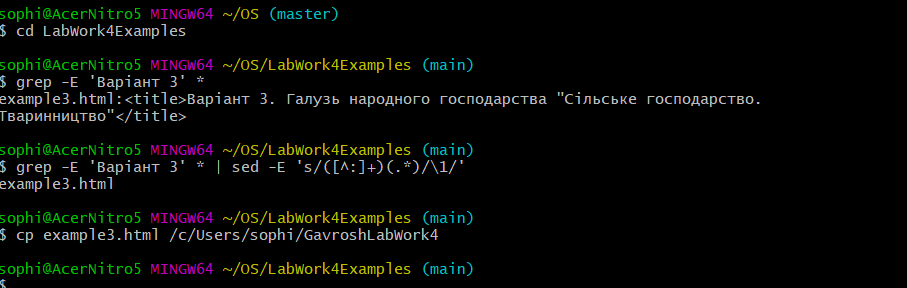 sophi@AcerNitro5 MINGW64 ~/OS (master)
$ cd LabWork4Examples
sophi@AcerNitro5 MINGW64 ~/OS/LabWork4Examples (main)
$ grep -E 'Варіант 3' *
example3.html:<title>Варіант 3. Галузь народного господарства "Сільське господарство.
Тваринництво"</title>
sophi@AcerNitro5 MINGW64 ~/OS/LabWork4Examples (main)
$ grep -E 'Варіант 3' * | sed -E 's/([^:]+)(.*)/\1/'
example3.html
sophi@AcerNitro5 MINGW64 ~/OS/LabWork4Examples (main)
$ cp example3.html /c/Users/sophi/GavroshLabWork4
sophi@AcerNitro5 MINGW64 ~/OS/LabWork4Examples (main)
$